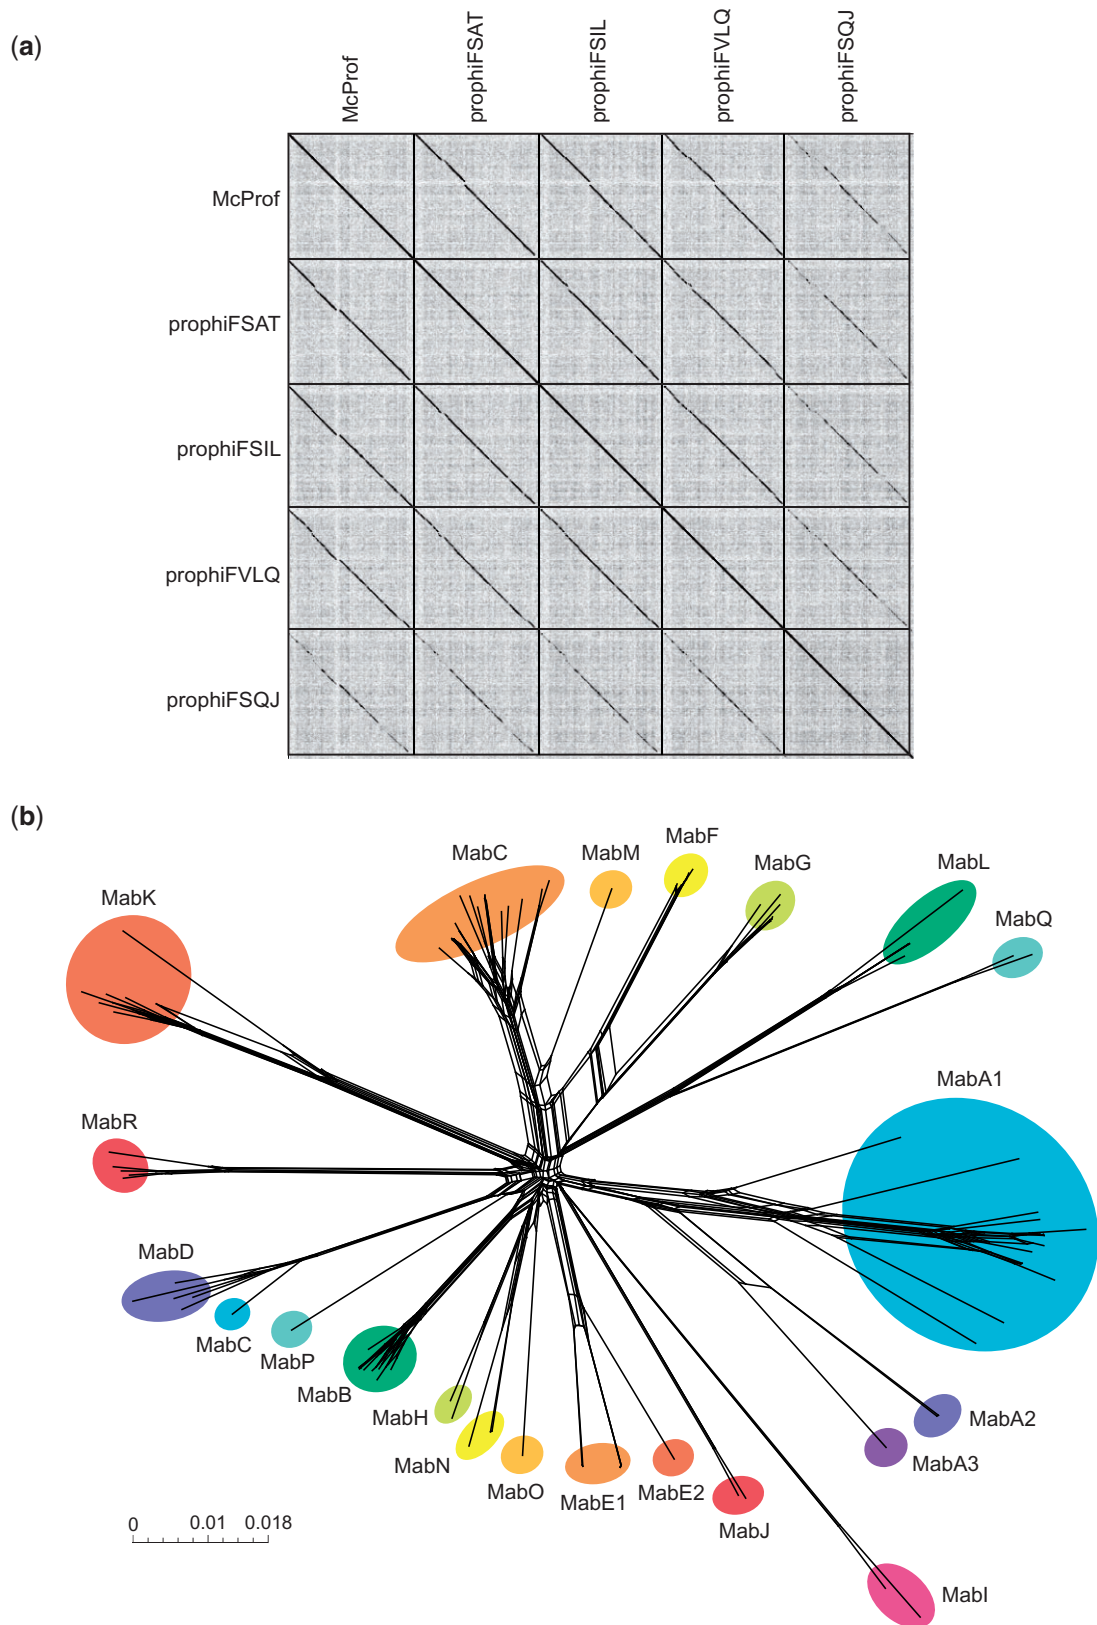 (a)
McProf
prophiFSAT
prophiFSIL
prophiFVLQ
prophiFSQJ
McProf
prophiFSAT
prophiFSIL
prophiFVLQ
prophiFSQJ
(b)
MabC
MabM
MabF
MabG
MabL
MabQ
MabK
MabA1
MabR
MabD
MabC
MabP
MabB
MabH
MabN
MabO
MabE1
MabE2
MabJ
MabA2
MabA3
MabI
0 0.01 0.018